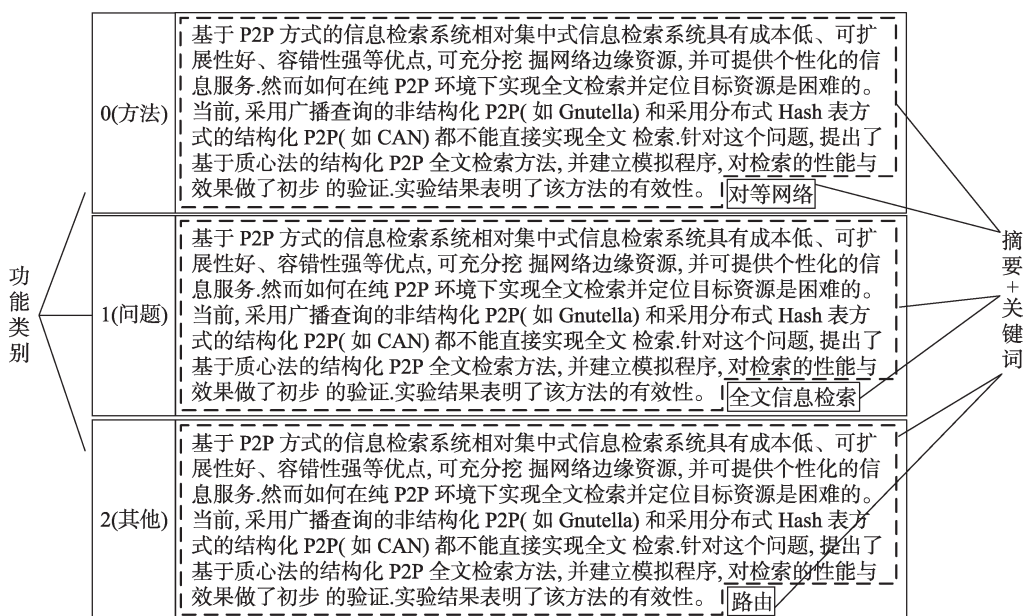 功能类别
0(方法)
基于 P2P 方式的信息检索系统相对集中式信息检索系统具有成本低、可扩
展性好、容错性强等优点, 可充分挖 掘网络边缘资源, 并可提供个性化的信
息服务.然而如何在纯 P2P 环境下实现全文检索并定位目标资源是困难的。
当前, 采用广播查询的非结构化 P2P( 如 Gnutella) 和采用分布式 Hash 表方
式的结构化 P2P( 如 CAN) 都不能直接实现全文 检索.针对这个问题, 提出了
基于质心法的结构化 P2P 全文检索方法, 并建立模拟程序, 对检索的性能与
效果做了初步 的验证.实验结果表明了该方法的有效性。
对等网络
1(问题)
基于 P2P 方式的信息检索系统相对集中式信息检索系统具有成本低、可扩
展性好、容错性强等优点, 可充分挖 掘网络边缘资源, 并可提供个性化的信
息服务.然而如何在纯 P2P 环境下实现全文检索并定位目标资源是困难的。
当前, 采用广播查询的非结构化 P2P( 如 Gnutella) 和采用分布式 Hash 表方
式的结构化 P2P( 如 CAN) 都不能直接实现全文 检索.针对这个问题, 提出了
基于质心法的结构化 P2P 全文检索方法, 并建立模拟程序, 对检索的性能与
效果做了初步 的验证.实验结果表明了该方法的有效性。
全文信息检索
2(其他)
基于 P2P 方式的信息检索系统相对集中式信息检索系统具有成本低、可扩
展性好、容错性强等优点, 可充分挖 掘网络边缘资源, 并可提供个性化的信
息服务.然而如何在纯 P2P 环境下实现全文检索并定位目标资源是困难的。
当前, 采用广播查询的非结构化 P2P( 如 Gnutella) 和采用分布式 Hash 表方
式的结构化 P2P( 如 CAN) 都不能直接实现全文 检索.针对这个问题, 提出了
基于质心法的结构化 P2P 全文检索方法, 并建立模拟程序, 对检索的性能与
效果做了初步 的验证.实验结果表明了该方法的有效性。
路由
摘要+关键词